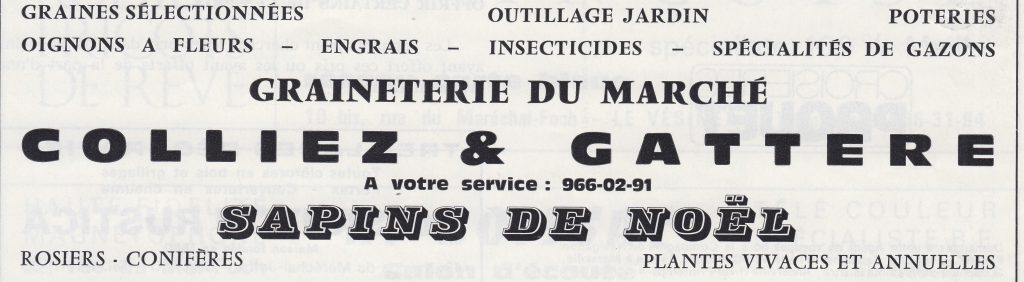 GRAINES SÉLECTIONNÉES OUTILLAGE JARDIN POTERIES
OIGNONS A FLEURS – ENGRAIS – INSECTICIDES – SPÉCIALITÉS DE GAZONS
GRAINETERIE DU MARCHÉ
COLLIEZ & GATTERE
A votre service : 966-02-91
SAPINS DE NOËL
ROSIERS - CONIFÈRES PLANTES VIVACES ET ANNUELLES